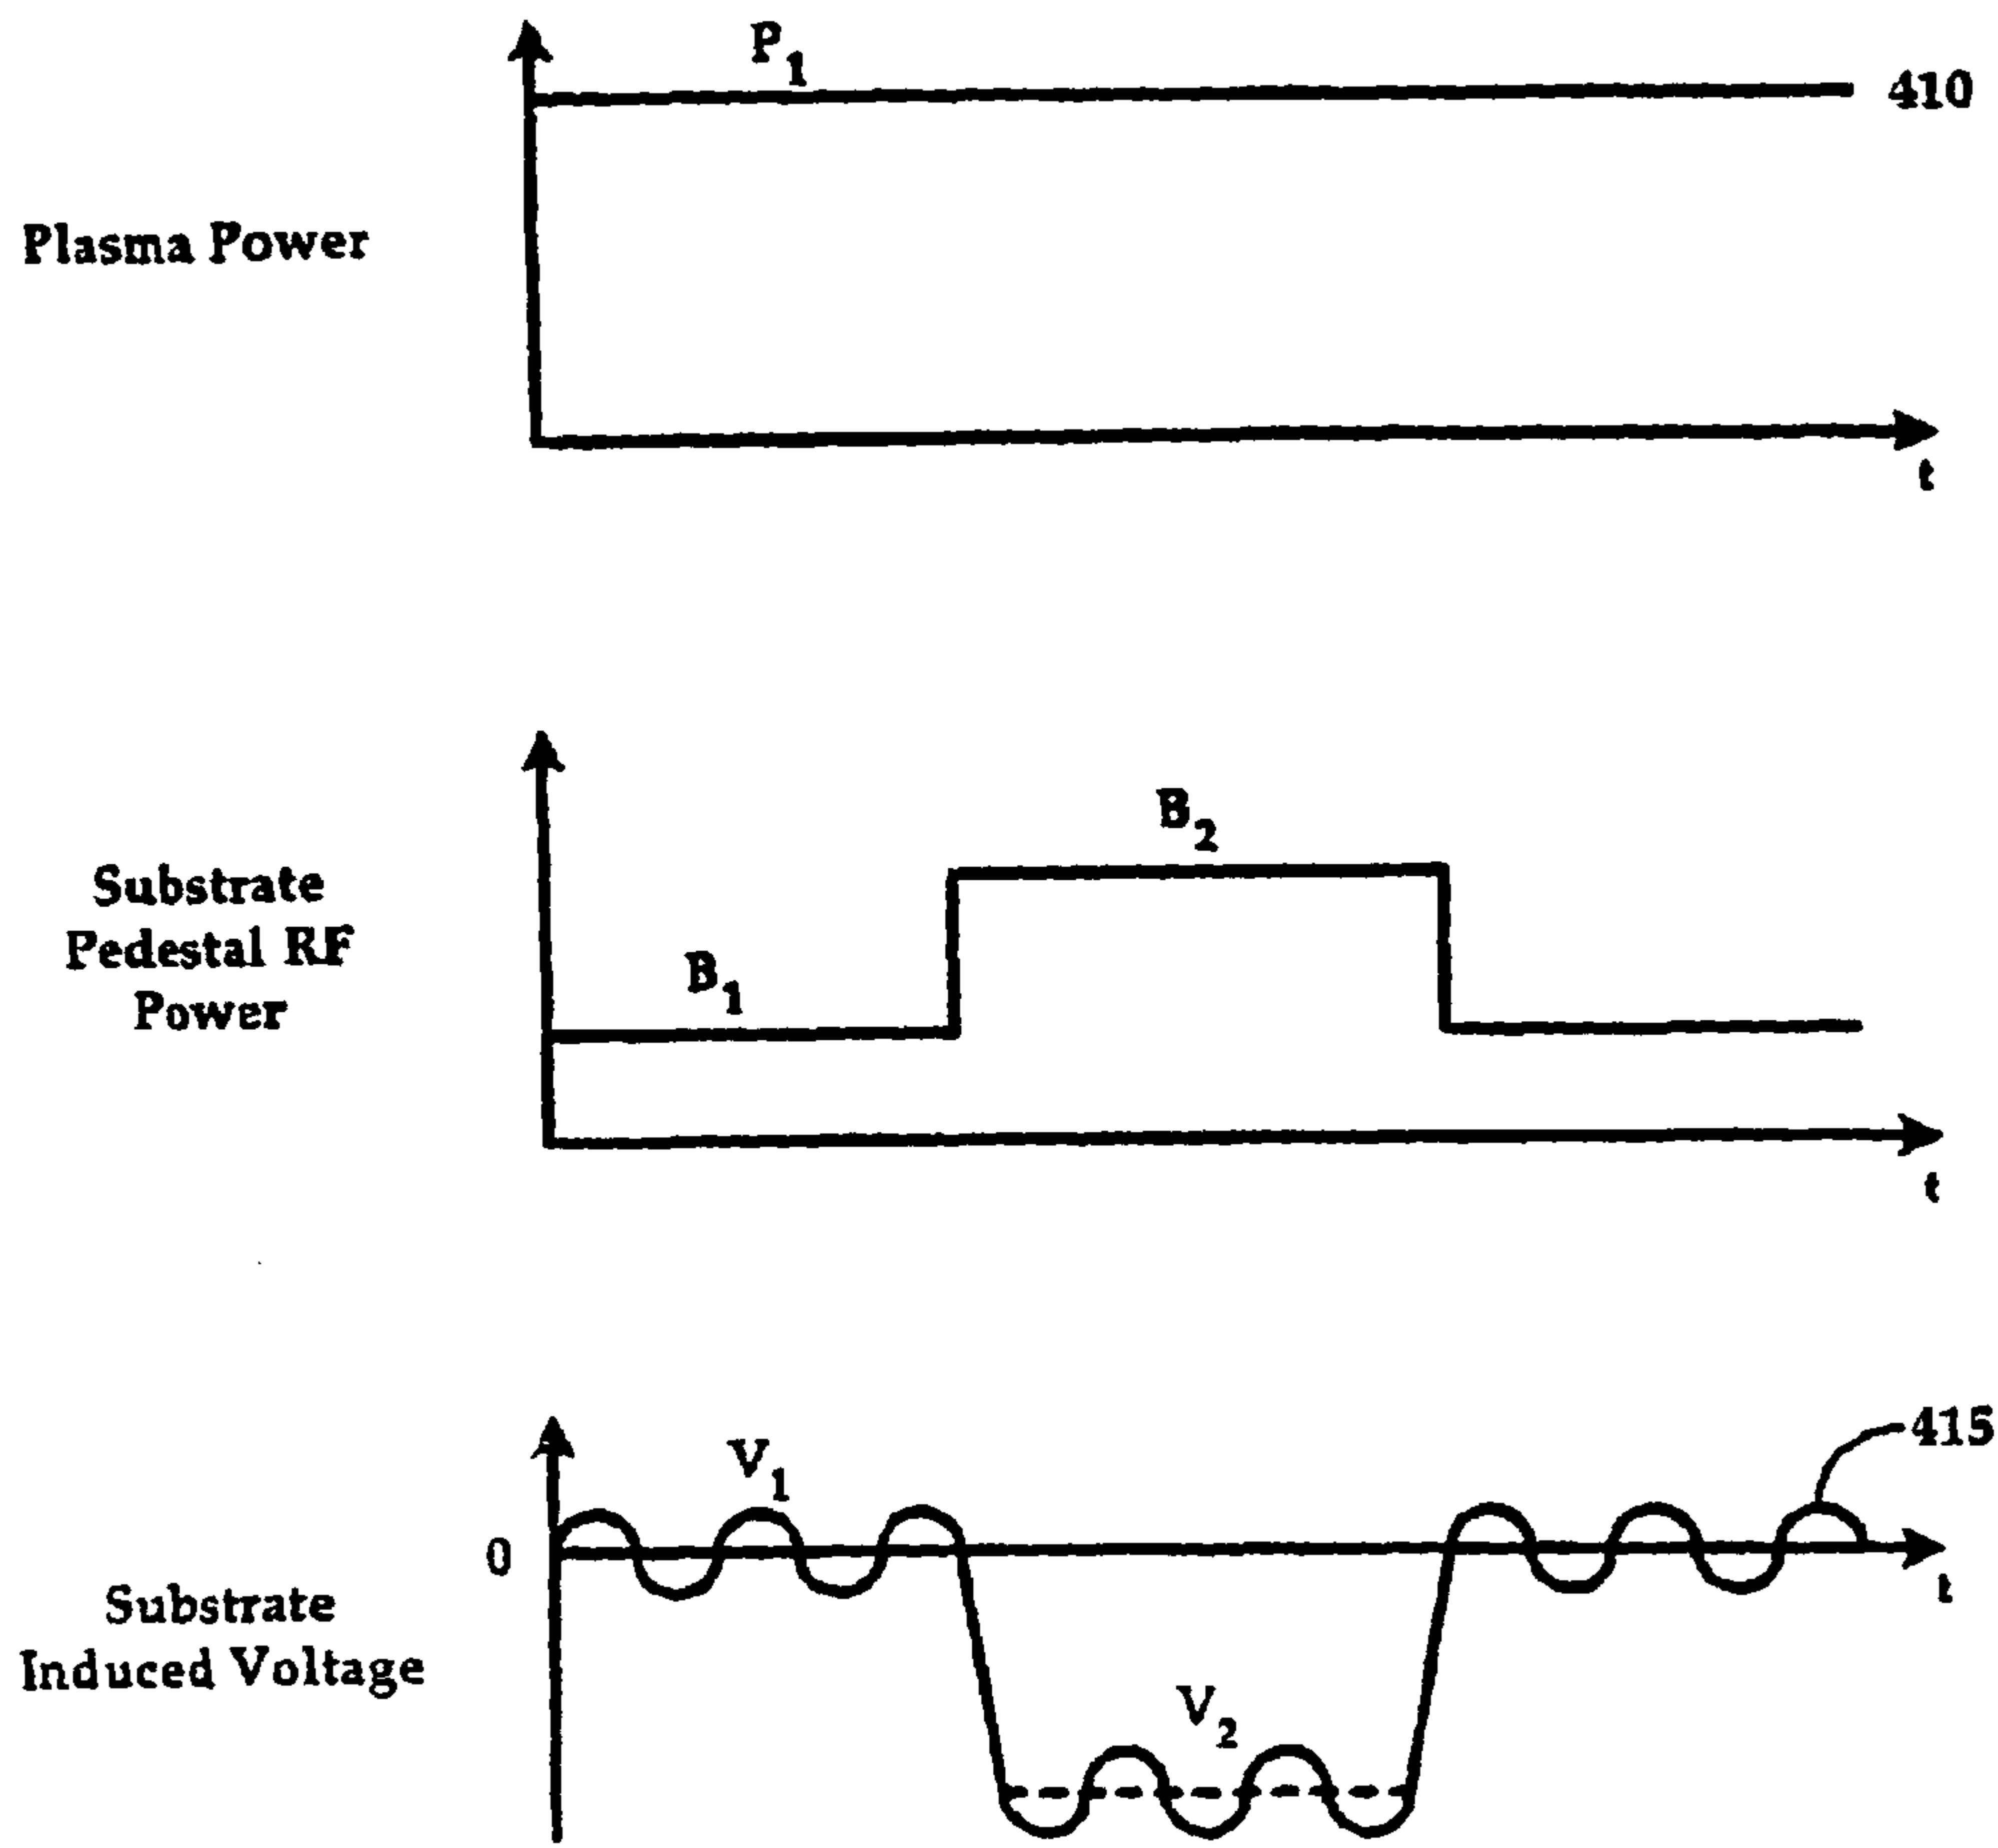 P1
410
Plasma Power
t
B2
Substrate
Pedestal RF
Power
B1
t
415
V1
0
t
Substrate
Induced Voltage
V2